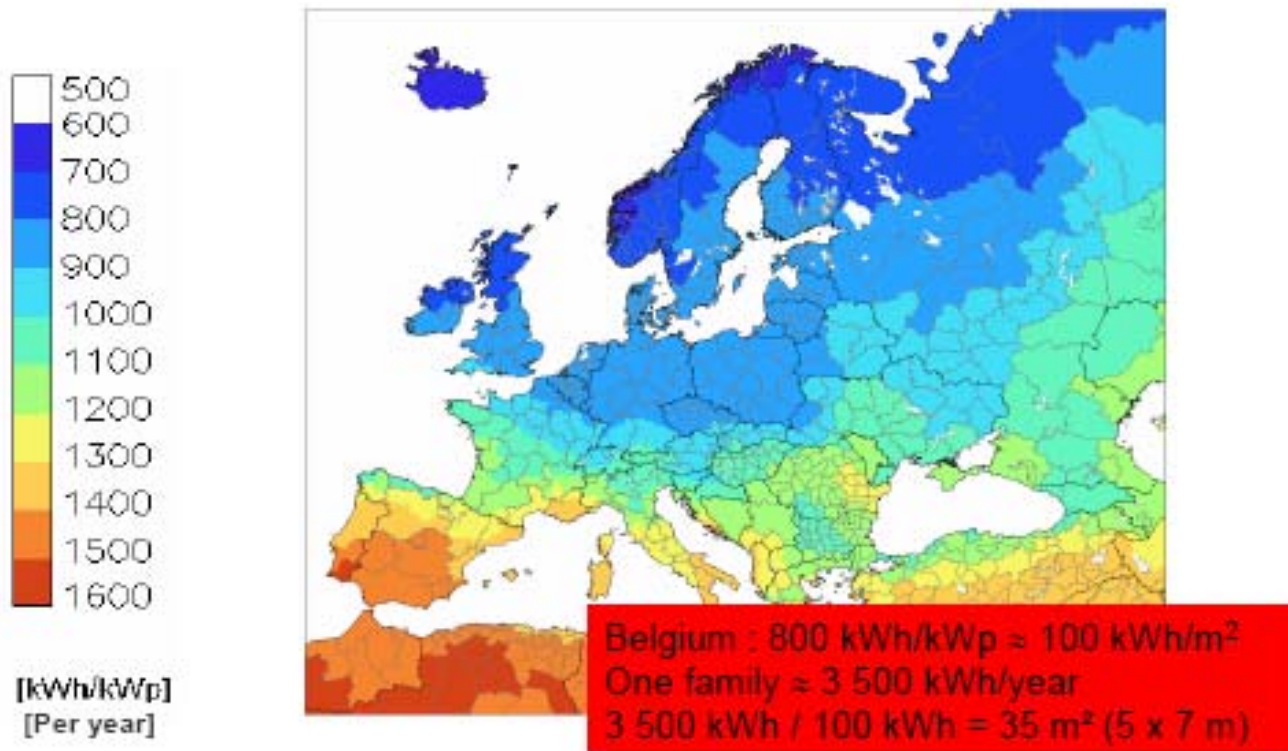 500
600
700
800
900
1000
1100
1200
1300
1400
1500
1600
[kWh/kWp]
[Per year]
Belgium : 800 kWh/kWp ≈ 100 kWh/m²
One family ≈ 3 500 kWh/year
3 500 kWh / 100 kWh = 35 m² (5 x 7 m)